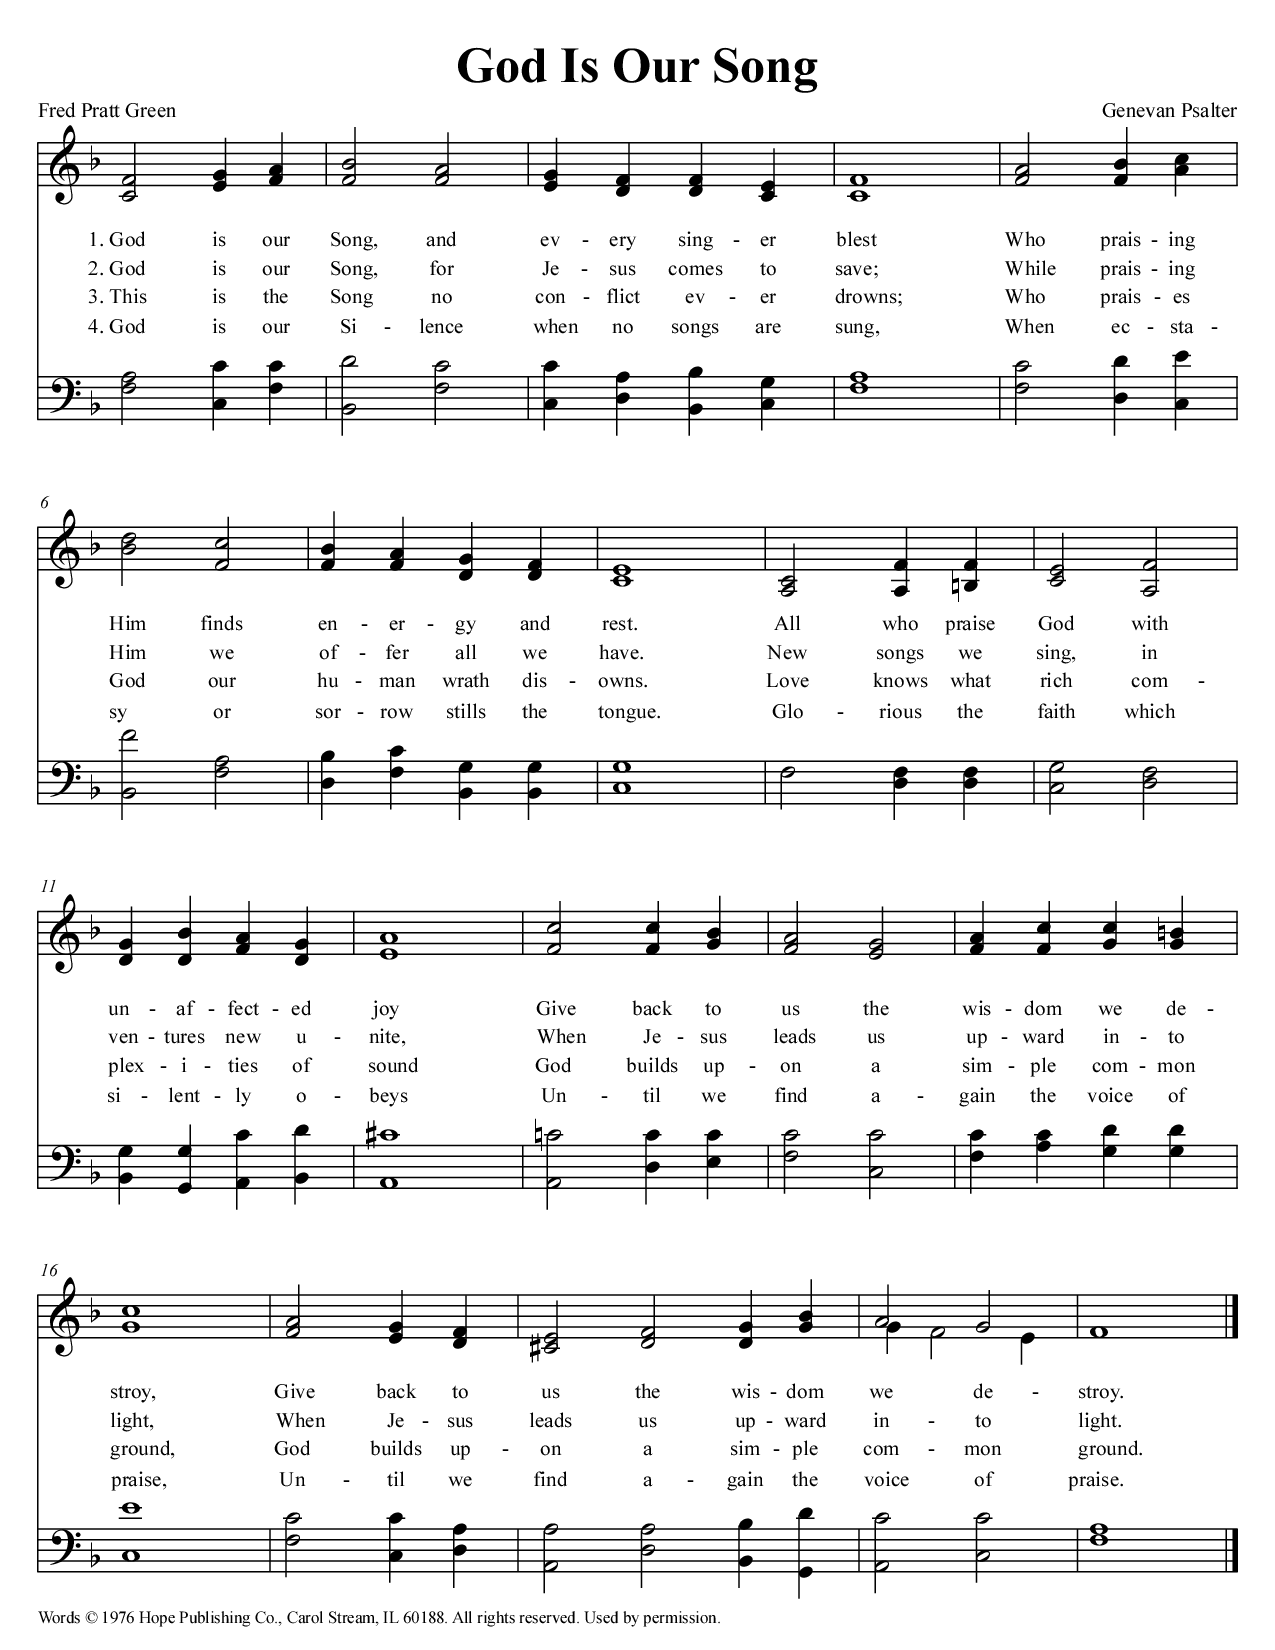 God Is Our Song
Fred Pratt Green
Genevan Psalter
1. God is our Song, and ev - ery sing - er blest Who prais - ing
2. God is our Song, for Je - sus comes to save; While prais - ing
3. This is the Song no con - flict ev - er drowns; Who prais - es
4. God is our Si - lence when no songs are sung, When ec - sta -
6
Him finds en - er - gy and rest. All who praise God with
Him we of - fer all we have. New songs we sing, in
God our hu - man wrath dis - owns. Love knows what rich com -
sy or sor - row stills the tongue. Glo - rious the faith which
11
un - af - fect - ed joy Give back to us the wis - dom we de -
ven - tures new u - nite, When Je - sus leads us up - ward in - to
plex - i - ties of sound God builds up - on a sim - ple com - mon
si - lent - ly o - beys Un - til we find a - gain the voice of
16
stroy, Give back to us the wis - dom we de - stroy.
light, When Je - sus leads us up - ward in - to light.
ground, God builds up - on a sim - ple com - mon ground.
praise, Un - til we find a - gain the voice of praise.
Words © 1976 Hope Publishing Co., Carol Stream, IL 60188. All rights reserved. Used by permission.